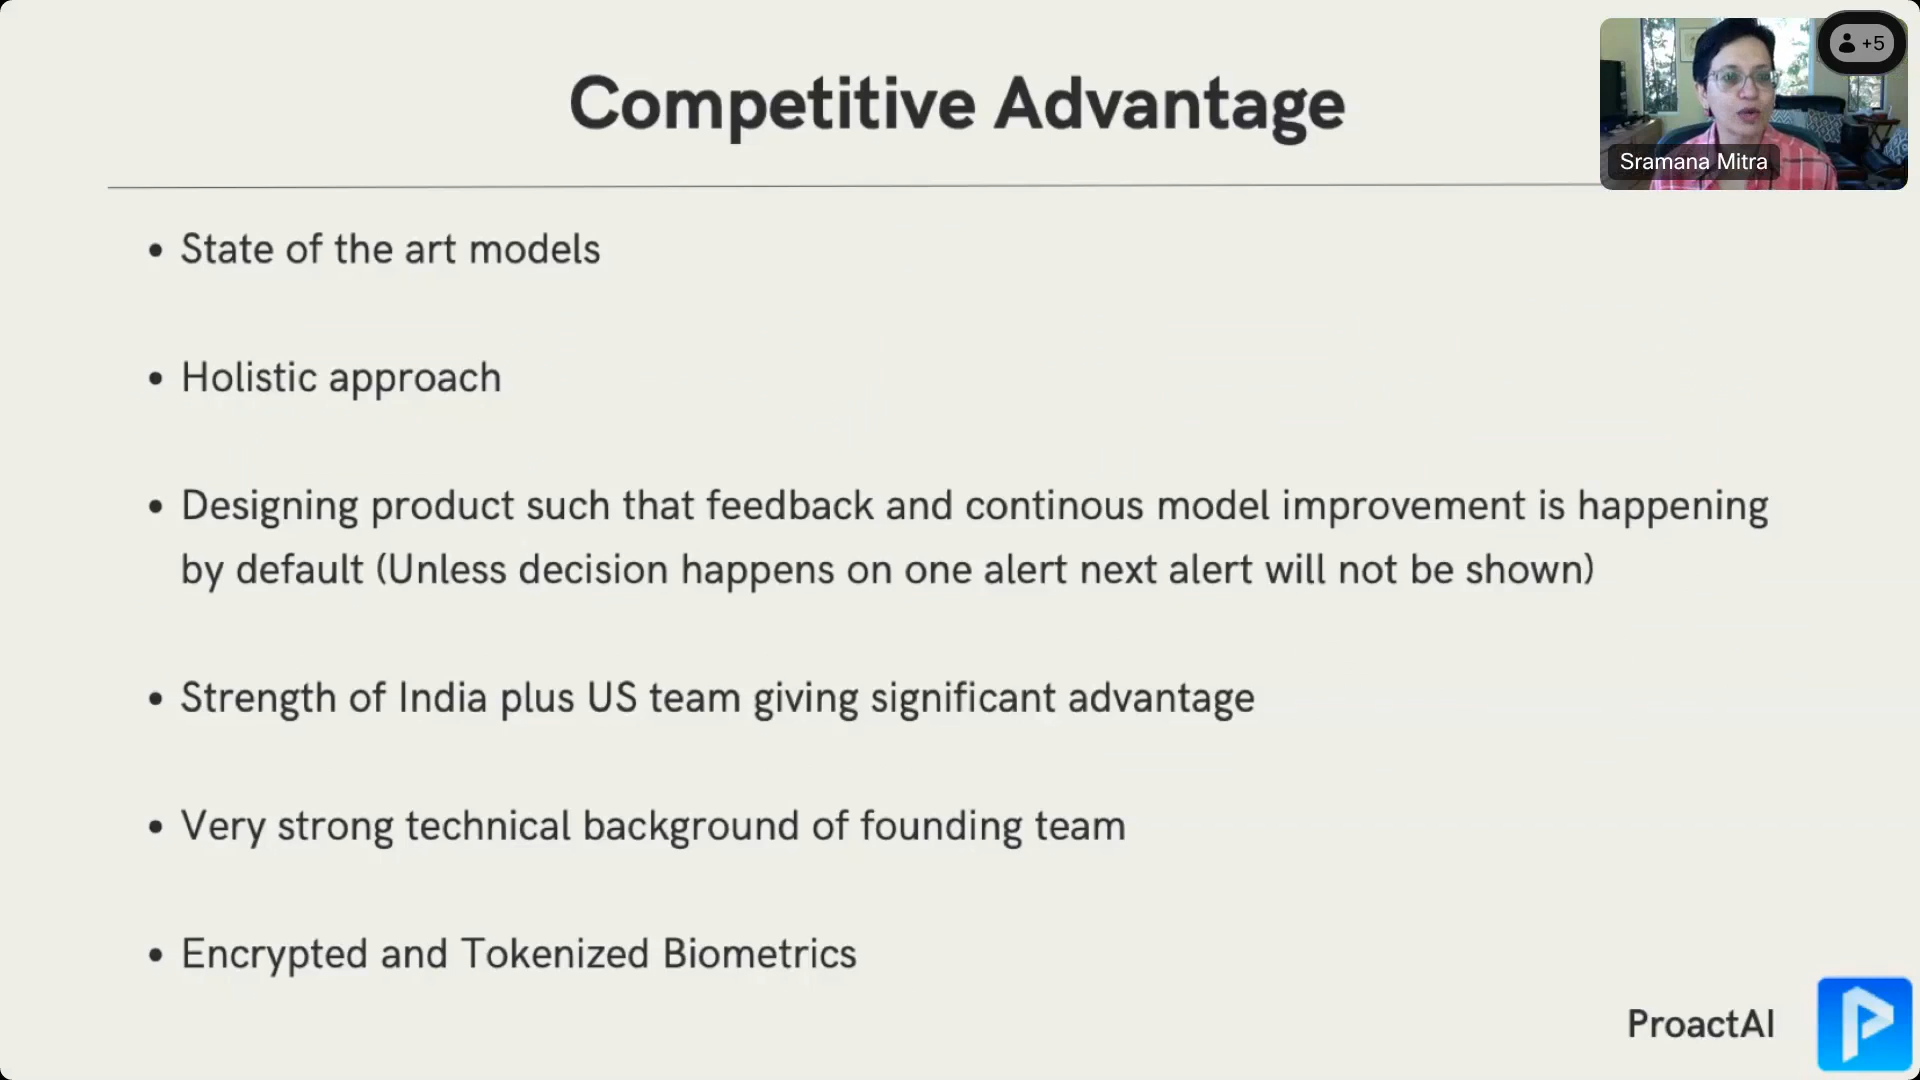 Competitive Advantage
+5
Sramana Mitra
• State of the art models
• Holistic approach
• Designing product such that feedback and continous model improvement is happening
by default (Unless decision happens on one alert next alert will not be shown)
• Strength of India plus US team giving significant advantage
• Very strong technical background of founding team
• Encrypted and Tokenized Biometrics
ProactAI